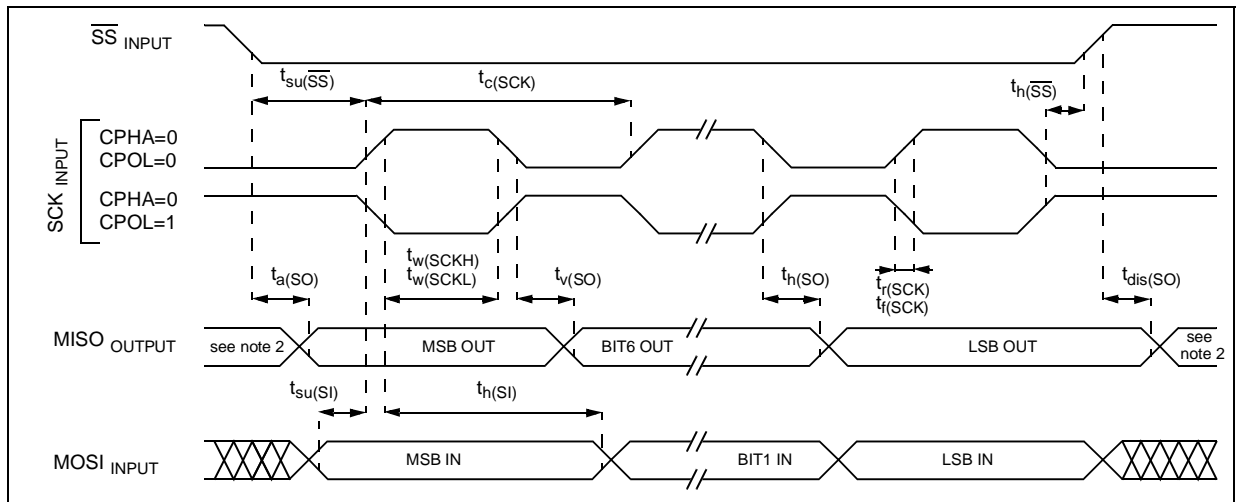 SS INPUT
tsu(SS)
tc(SCK)
th(SS)
SCK INPUT
CPHA=0
CPOL=0
CPHA=0
CPOL=1
ta(SO)
tw(SCKH)
tw(SCKL)
tv(SO)
th(SO)
tr(SCK)
tf(SCK)
tdis(SO)
MISO OUTPUT
see note 2
MSB OUT
BIT6 OUT
LSB OUT
see
note 2
tsu(SI)
th(SI)
MOSI INPUT
MSB IN
BIT1 IN
LSB IN